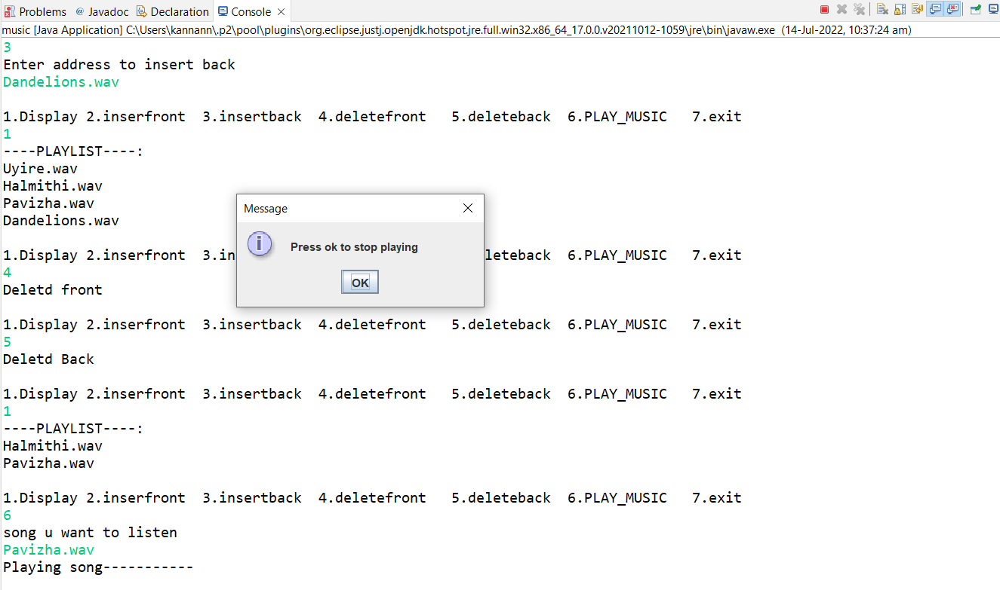 Problems @ Javadoc Declaration Console
music [Java Application] C:\Users\kannann\.p2\pool\plugins\org.eclipse.justj.openjdk.hotspot.jre.full.win32.x86_64_17.0.0.v20211012-1059\jre\bin\javaw.exe (14-Jul-2022, 10:37:24 am)
3
Enter address to insert back
Dandelions.wav
1.Display 2.inserfront 3.insertback 4.deletefront 5.deleteback 6.PLAY_MUSIC 7.exit
1
----PLAYLIST----:
Uyire.wav
Halmithi.wav
Pavizha.wav
Dandelions.wav
Message
Press ok to stop playing
OK
1.Display 2.inserfront 3.in leteback 6.PLAY_MUSIC 7.exit
4
Deletd front
1.Display 2.inserfront 3.insertback 4.deletefront 5.deleteback 6.PLAY_MUSIC 7.exit
5
Deletd Back
1.Display 2.inserfront 3.insertback 4.deletefront 5.deleteback 6.PLAY_MUSIC 7.exit
1
----PLAYLIST----:
Halmithi.wav
Pavizha.wav
1.Display 2.inserfront 3.insertback 4.deletefront 5.deleteback 6.PLAY_MUSIC 7.exit
6
song u want to listen
Pavizha.wav
Playing song-----------